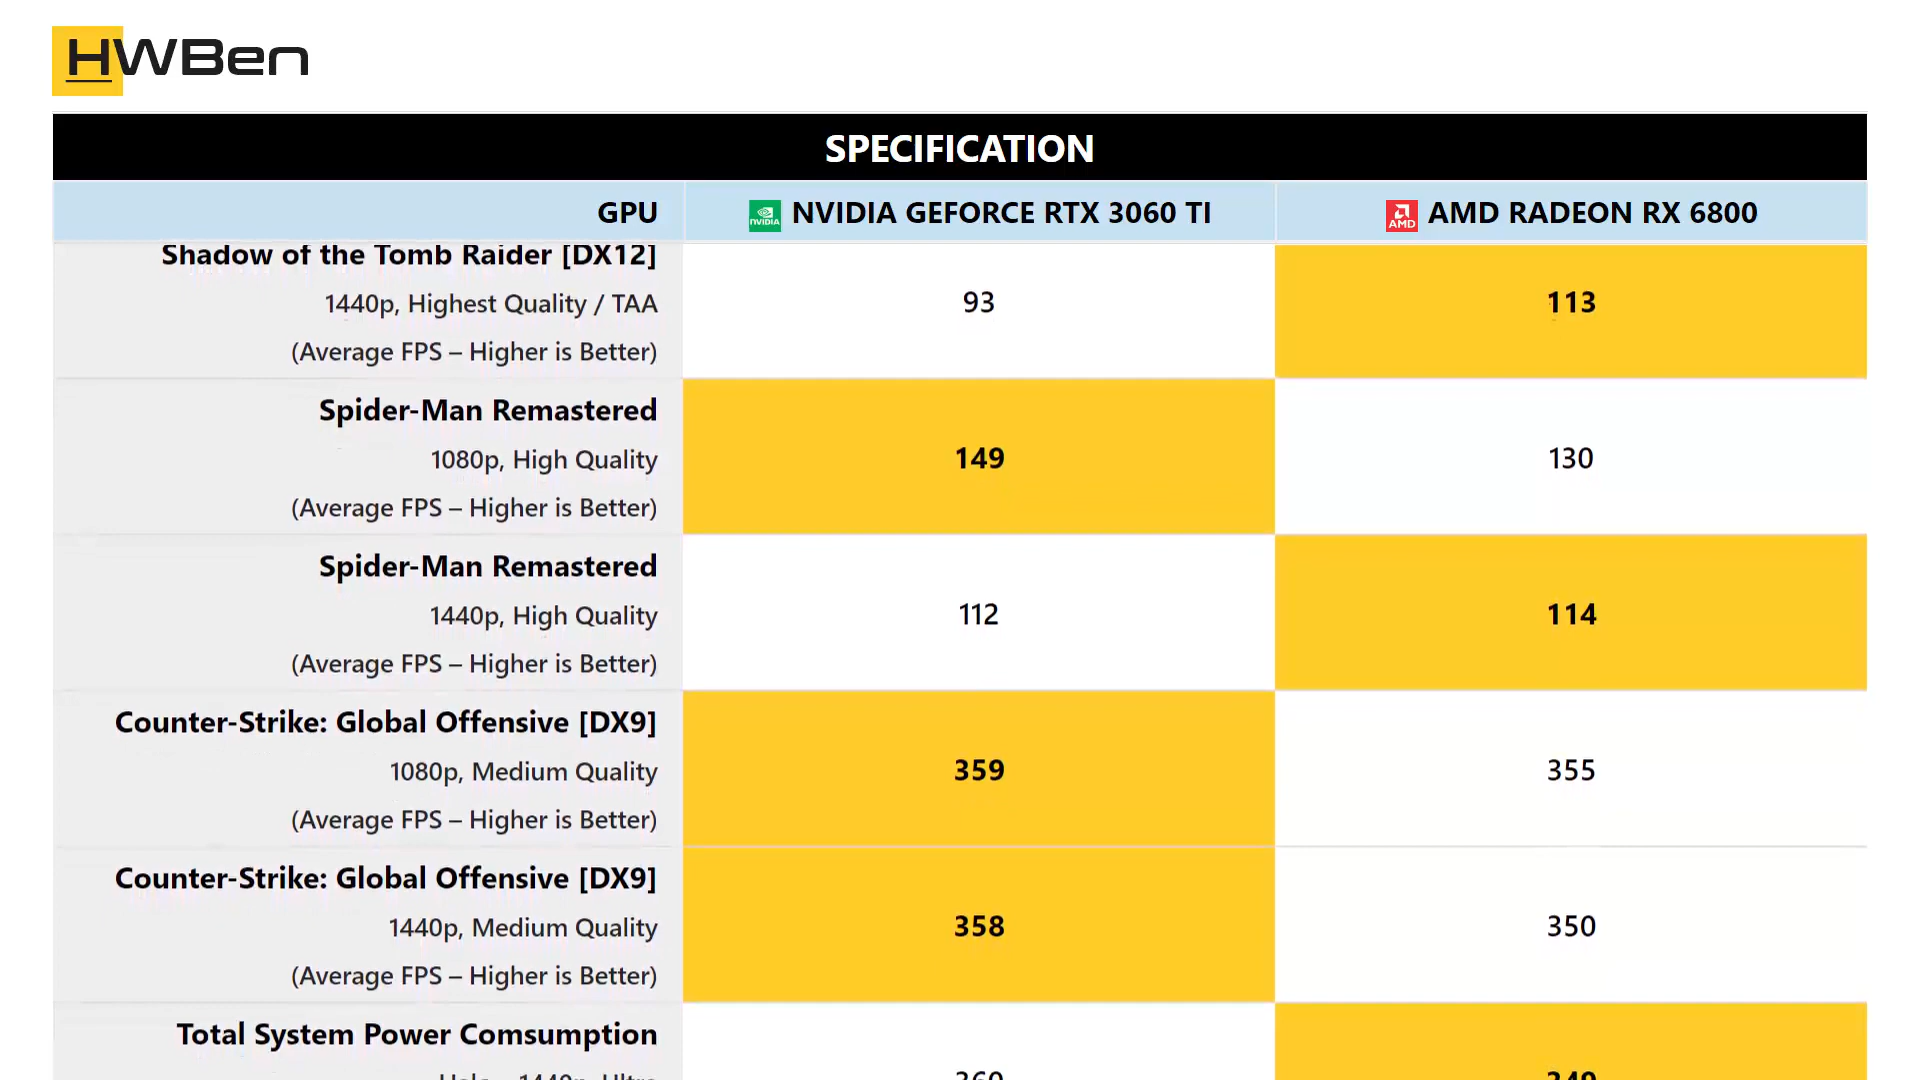 HWBen
SPECIFICATION
GPU NVIDIA GEFORCE RTX 3060 TI AMD RADEON RX 6800
Shadow of the Tomb Raider [DX12]
1440p, Highest Quality / TAA 93 113
(Average FPS – Higher is Better)
Spider-Man Remastered
1080p, High Quality 149 130
(Average FPS – Higher is Better)
Spider-Man Remastered
1440p, High Quality 112 114
(Average FPS – Higher is Better)
Counter-Strike: Global Offensive [DX9]
1080p, Medium Quality 359 355
(Average FPS – Higher is Better)
Counter-Strike: Global Offensive [DX9]
1440p, Medium Quality 358 350
(Average FPS – Higher is Better)
Total System Power Comsumption